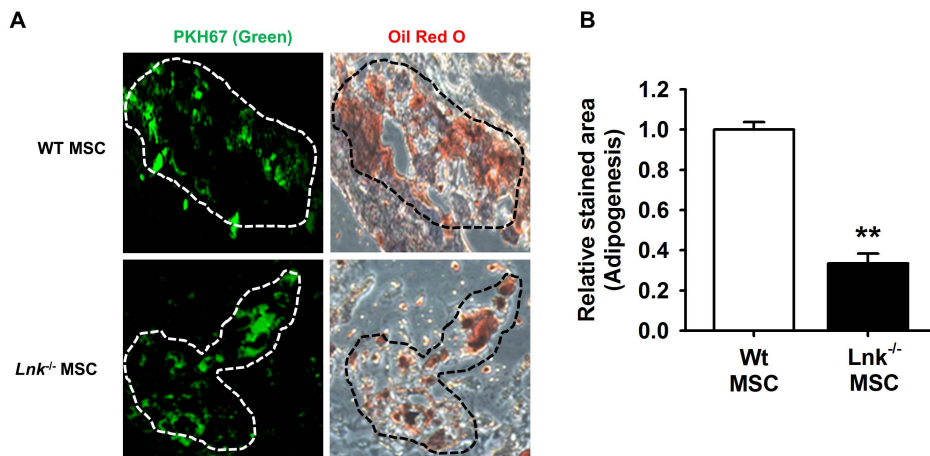 A
PKH67 (Green)
Oil Red O
WT MSC
Lnk-/- MSC
B
Relative stained area
(Adipogenesis)
1.2
1.0
0.8
0.6
0.4
0.2
0.0
**
Wt
MSC
Lnk-/-
MSC